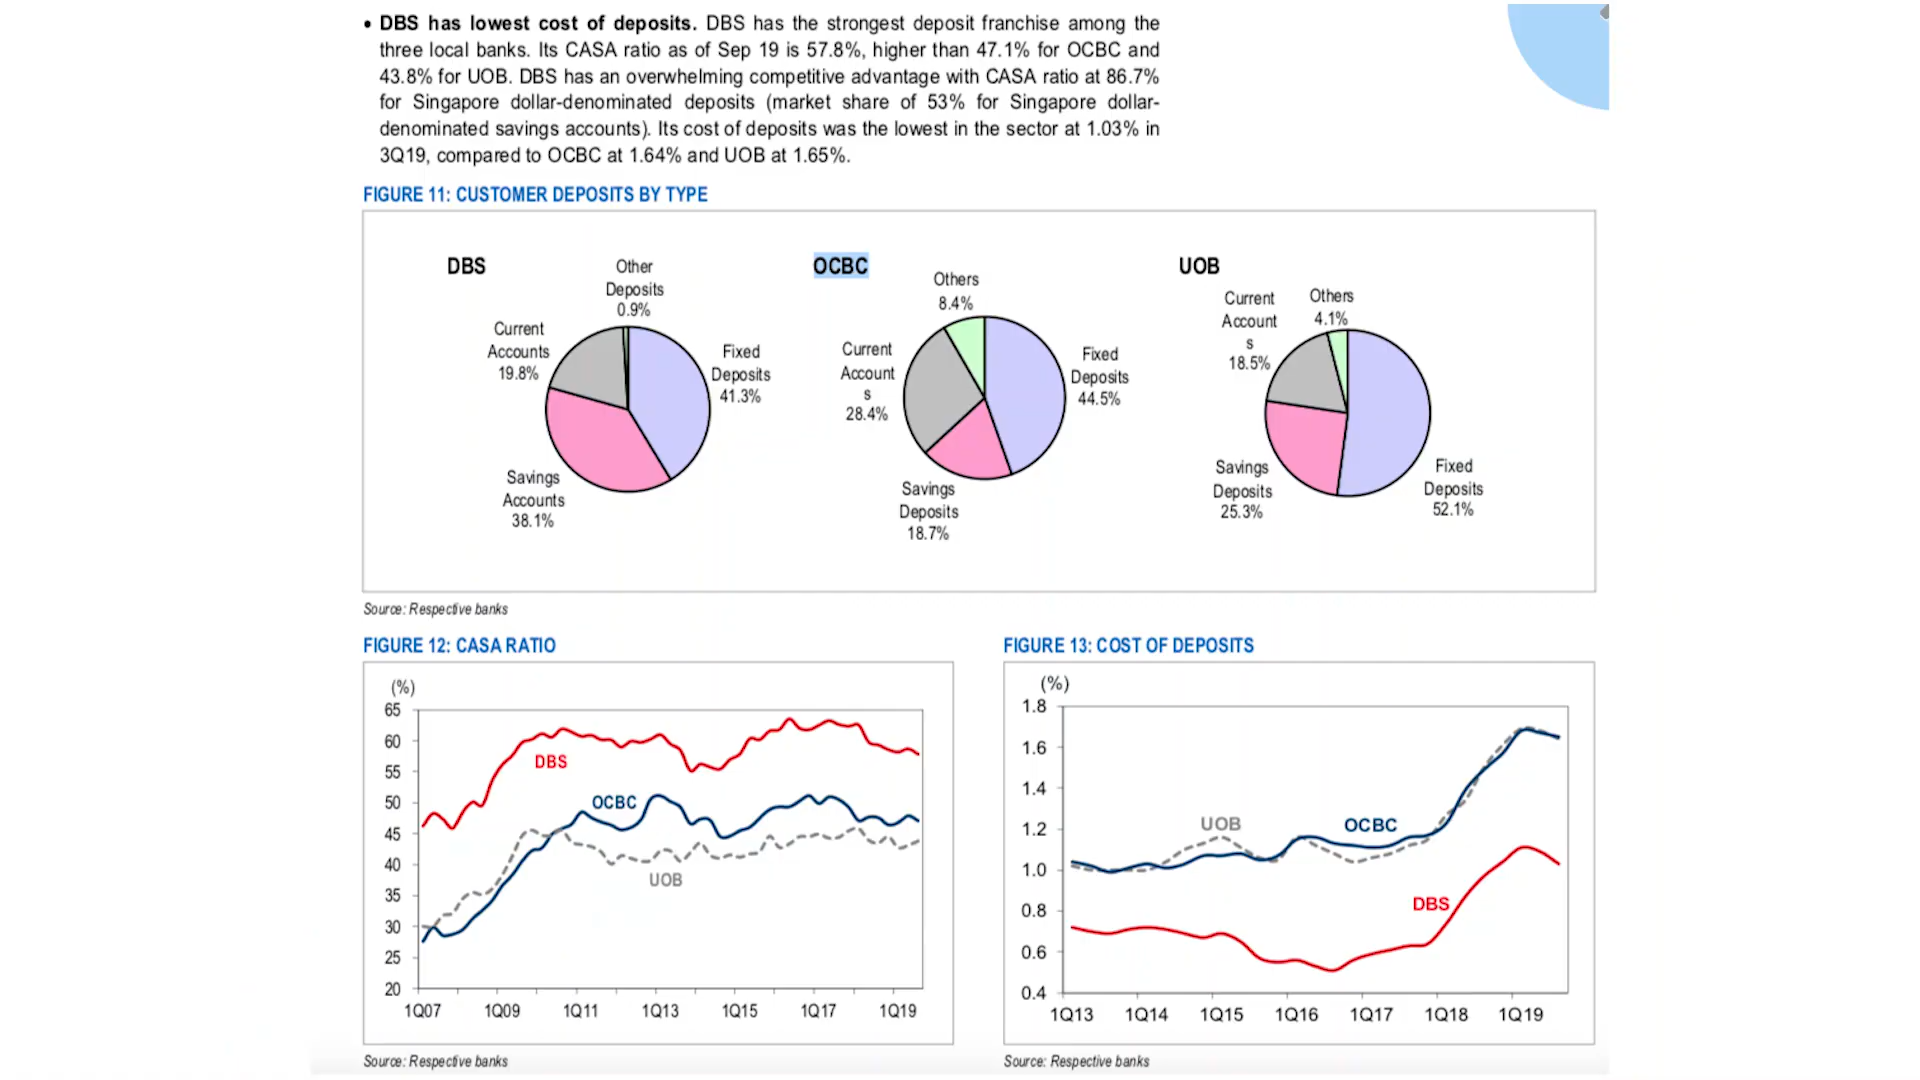 • DBS has lowest cost of deposits. DBS has the strongest deposit franchise among the
three local banks. Its CASA ratio as of Sep 19 is 57.8%, higher than 47.1% for OCBC and
43.8% for UOB. DBS has an overwhelming competitive advantage with CASA ratio at 86.7%
for Singapore dollar-denominated deposits (market share of 53% for Singapore dollar-
denominated savings accounts). Its cost of deposits was the lowest in the sector at 1.03% in
3Q19, compared to OCBC at 1.64% and UOB at 1.65%.
FIGURE 11: CUSTOMER DEPOSITS BY TYPE
DBS
Other
Deposits
0.9%
Current
Accounts
19.8%
Fixed
Deposits
41.3%
Savings
Accounts
38.1%
OCBC
Others
8.4%
Current
Account
s
28.4%
Fixed
Deposits
44.5%
Savings
Deposits
18.7%
UOB
Current
Account
s
18.5%
Others
4.1%
Savings
Deposits
25.3%
Fixed
Deposits
52.1%
Source: Respective banks
FIGURE 12: CASA RATIO
(%)
65
60
55
50
45
40
35
30
25
20
DBS
OCBC
UOB
1Q07 1Q09 1Q11 1Q13 1Q15 1Q17 1Q19
Source: Respective banks
FIGURE 13: COST OF DEPOSITS
(%)
1.8
1.6
1.4
1.2
1.0
0.8
0.6
0.4
UOB
OCBC
DBS
1Q13 1Q14 1Q15 1Q16 1Q17 1Q18 1Q19
Source: Respective banks